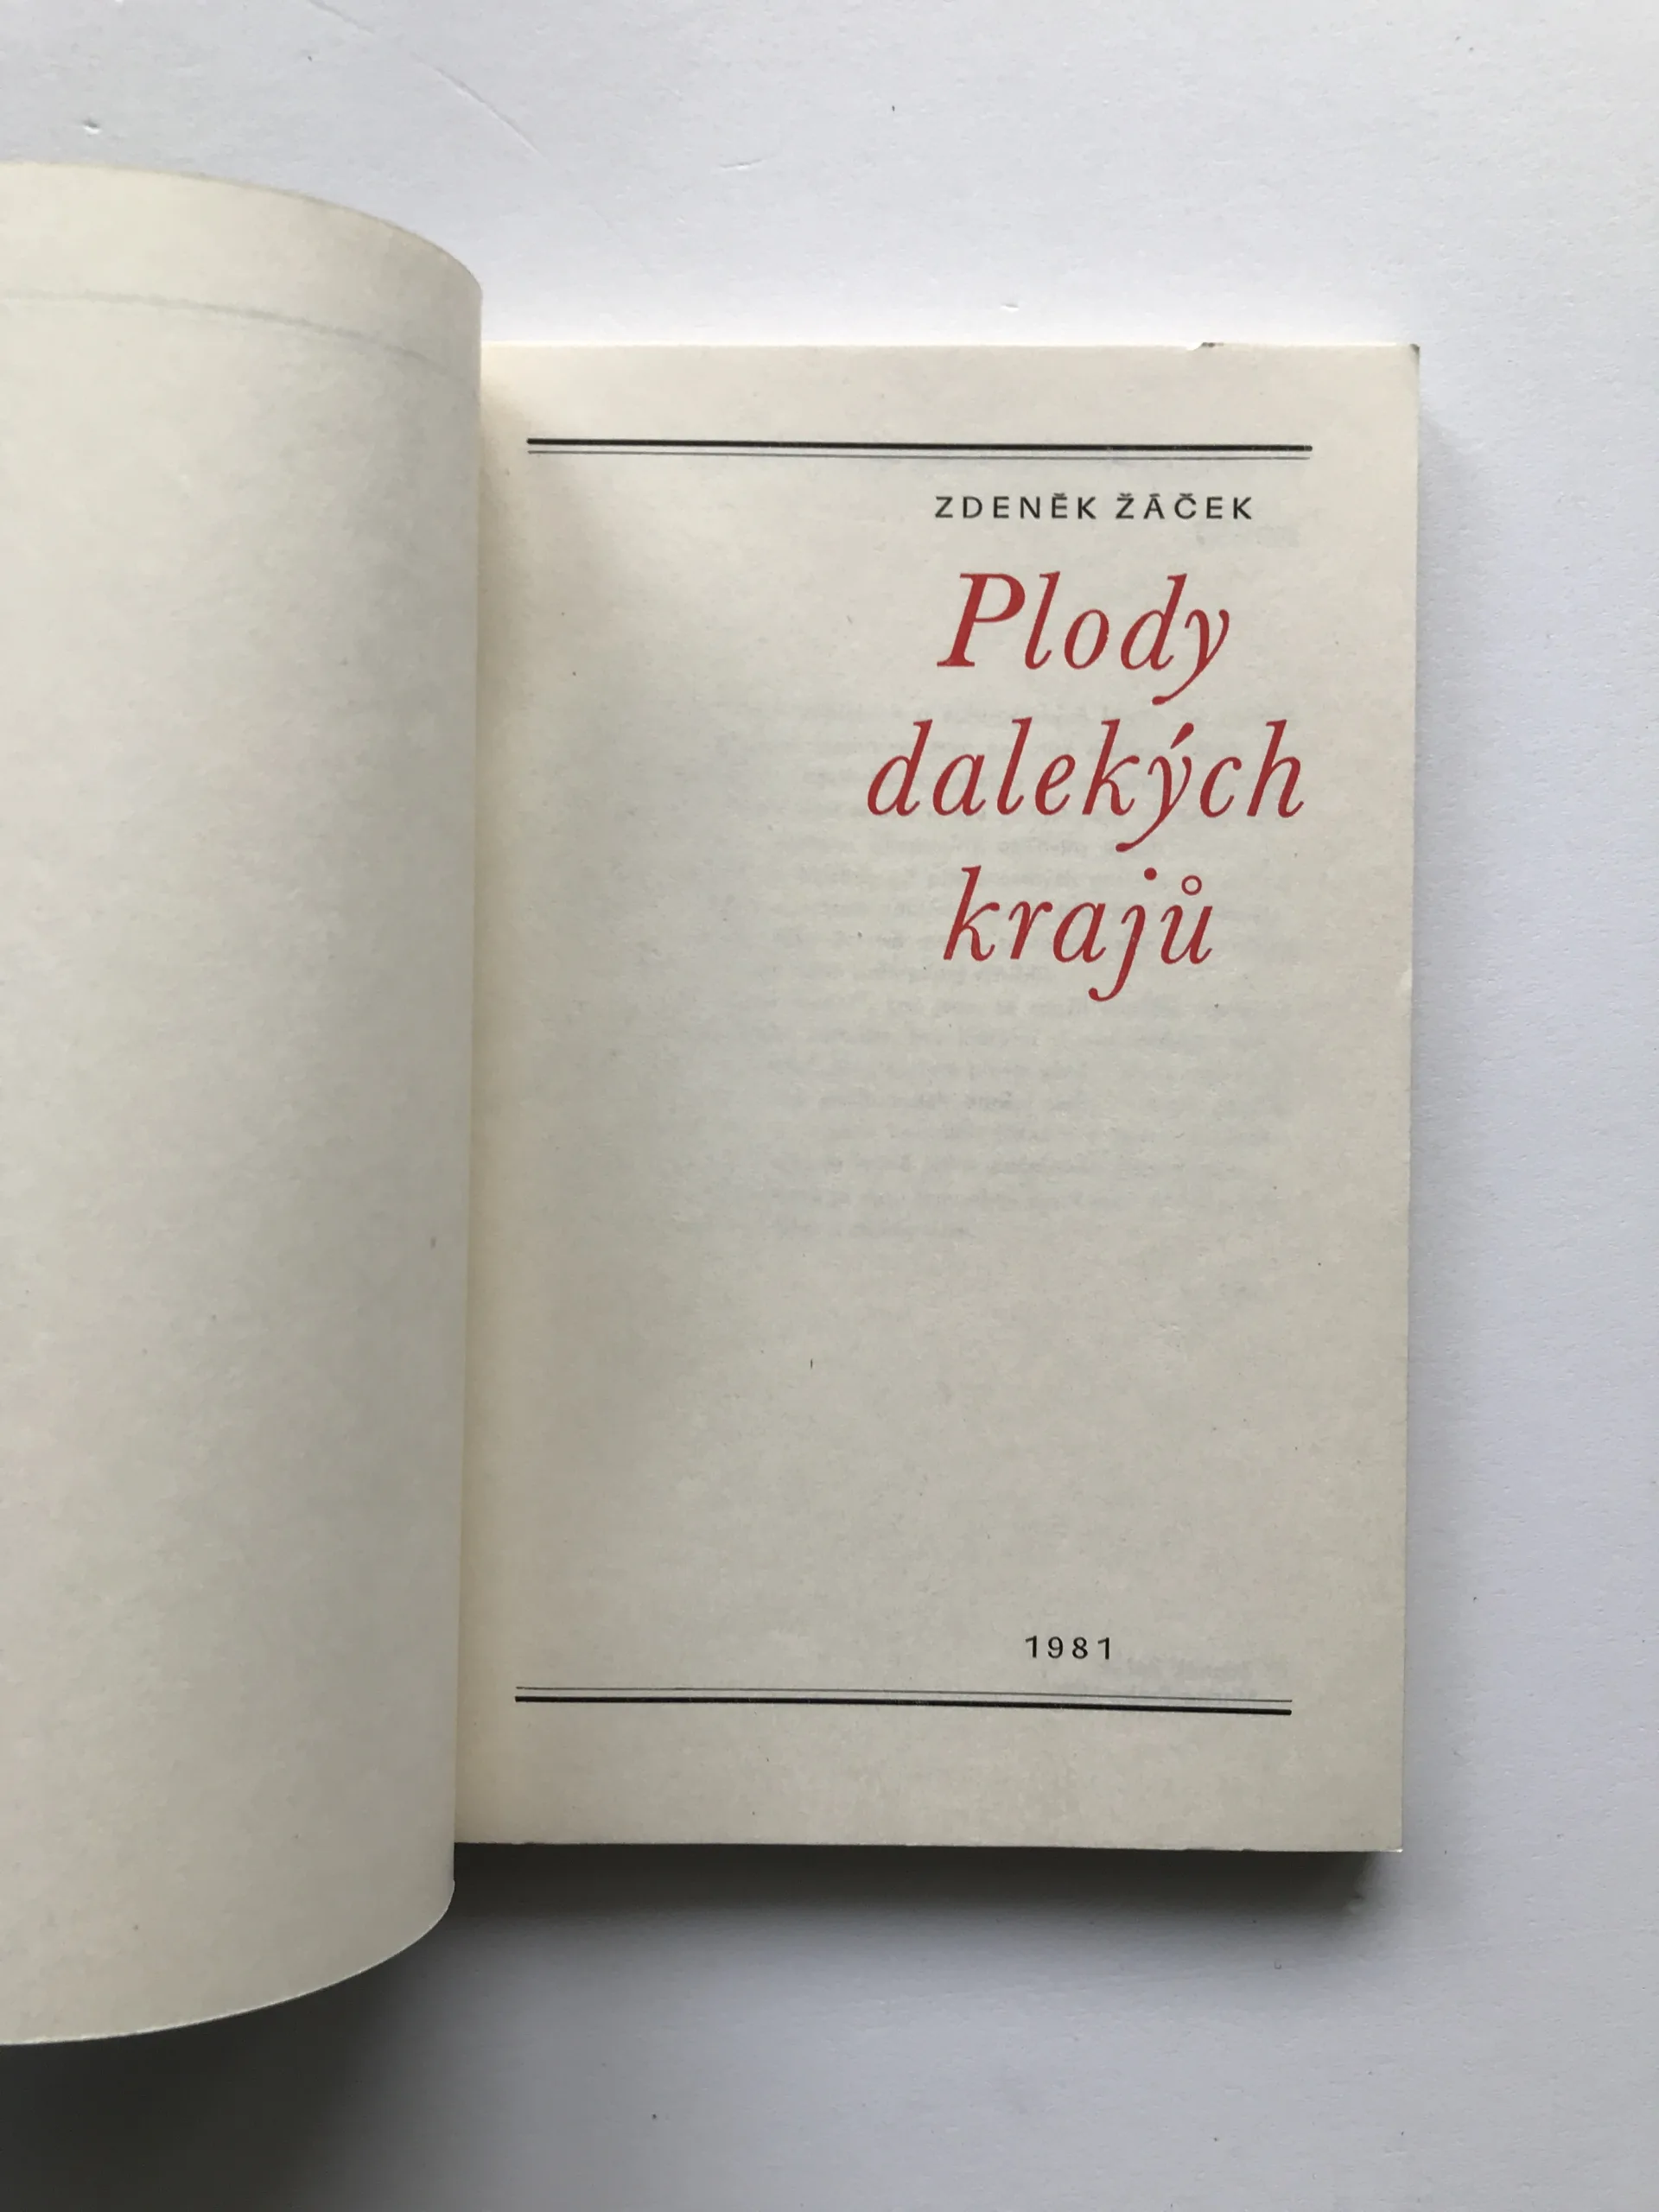 ZDENĚK ŽÁČEK
Plody
dalekých
krajů
1981